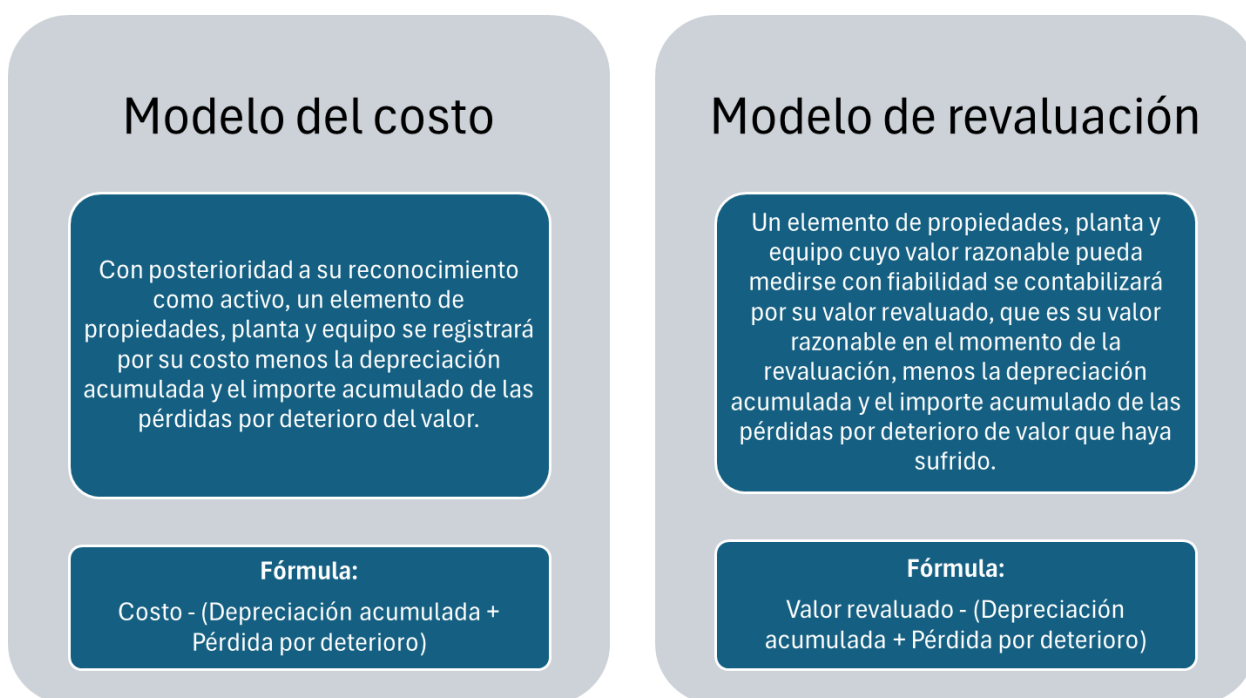 Modelo del costo
Con posterioridad a su reconocimiento
como activo, un elemento de
propiedades, planta y equipo se registrará
por su costo menos la depreciación
acumulada y el importe acumulado de las
pérdidas por deterioro del valor.
Fórmula:
Costo - (Depreciación acumulada +
Pérdida por deterioro)
Modelo de revaluación
Un elemento de propiedades, planta y
equipo cuyo valor razonable pueda
medirse con fiabilidad se contabilizará
por su valor revaluado, que es su valor
razonable en el momento de la
revaluación, menos la depreciación
acumulada y el importe acumulado de las
pérdidas por deterioro de valor que haya
sufrido.
Fórmula:
Valor revaluado - (Depreciación
acumulada + Pérdida por deterioro)